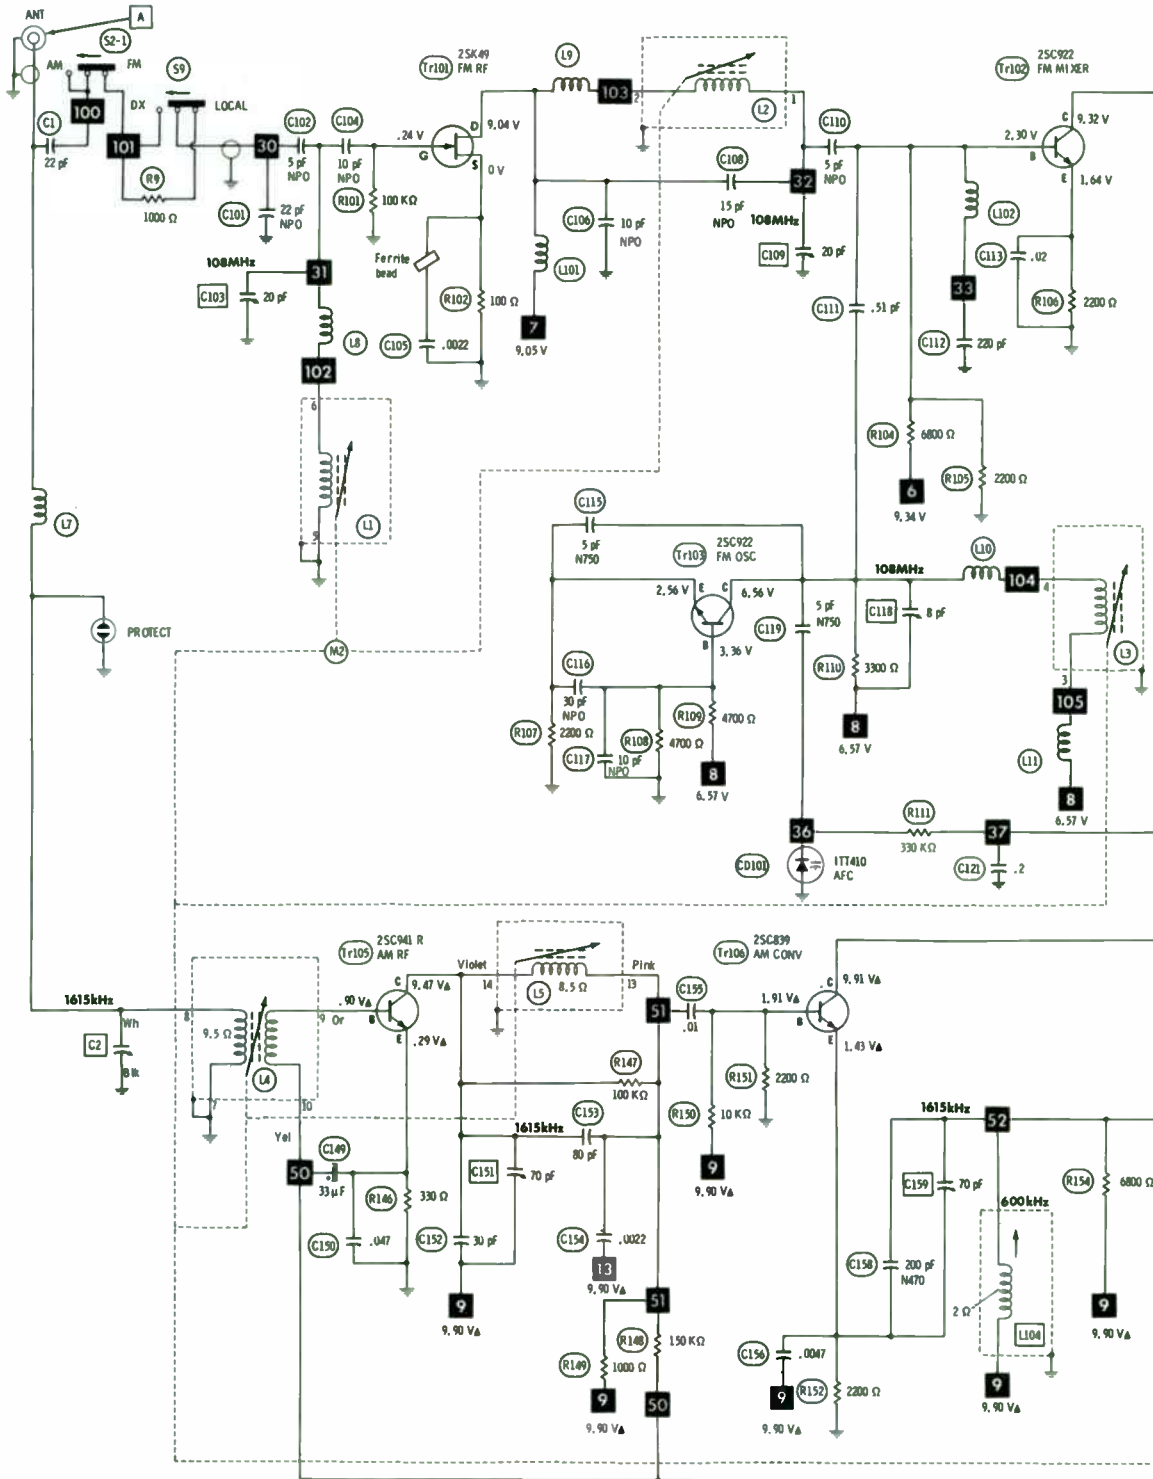 ANT
A
S2-1
AM
FM
S9
DX
LOCAL
100
101
C1
22 pF
R9
1000 Ω
30
C101
22 pF
NPO
C102
5 pF
NPO
C104
10 pF
NPO
R101
100 KΩ
Tr101
2SK49
FM RF
.24 V
G
D
9.04 V
S
0 V
L9
103
2
L2
1
C110
5 pF
NPO
Tr102
2SC922
FM MIXER
C
9.32 V
2.30 V
B
E
1.64 V
C108
15 pF
NPO
32
108MHz
C109
20 pF
C106
10 pF
NPO
L101
7
9.05 V
Ferrite
bead
R102
100 Ω
C105
.0022
108MHz
31
C103
20 pF
L8
102
6
L1
5
C111
.51 pF
L102
33
C112
220 pF
C113
.02
R106
2200 Ω
R104
6800 Ω
R105
2200 Ω
6
9.34 V
L7
PROTECT
M2
C115
5 pF
N750
Tr103
2SC922
FM OSC
2.56 V
E
C
6.56 V
B
3.36 V
108MHz
L10
104
4
L3
3
105
L11
8
6.57 V
C118
8 pF
5 pF
N750
C119
R110
3300 Ω
8
6.57 V
C116
30 pF
NPO
R107
2200 Ω
C117
10 pF
NPO
R108
4700 Ω
R109
4700 Ω
8
6.57 V
36
R111
330 KΩ
37
CD101
ITT410
AFC
C121
.2
Tr105
2SC941 R
AM RF
Violet
14
8.5 Ω
L5
Pink
13
Tr106
2SC839
AM CONV
1615kHz
C2
Wh
Blk
8
9.5 Ω
L4
9
Or
7
10
Yel
.90 V▲
B
C
9.47 V▲
E
.29 V▲
51
C155
.01
1.91 V▲
B
C
9.91 V▲
E
1.43 V▲
R147
100 KΩ
R151
2200 Ω
R150
10 KΩ
9
9.90 V▲
50
C149
33 μF
R146
330 Ω
C150
.047
1615kHz
C151
70 pF
C153
80 pF
C152
30 pF
9
9.90 V▲
C154
.0022
13
9.90 V▲
51
R148
150 KΩ
R149
1000 Ω
9
9.90 V▲
50
1615kHz
C159
70 pF
52
600kHz
R154
6800 Ω
9
9.90 V▲
C158
200 pF
N470
2 Ω
L104
9
9.90 V▲
C156
.0047
9
9.90 V▲
R152
2200 Ω